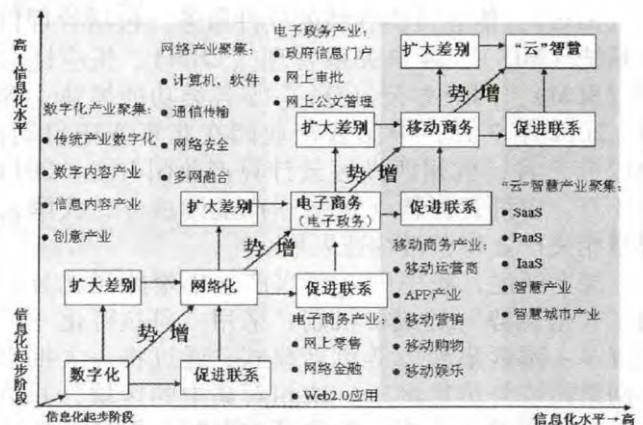 高↑信息化水平
信息化起步阶段
数字化产业聚集：
● 传统产业数字化
● 数字内容产业
● 信息内容产业
● 创意产业
网络产业聚集：
● 计算机、软件
● 通信传输
● 网络安全
● 多网融合
电子政务产业：
● 政府信息门户
● 网上审批
● 网上公文管理
扩大差别
“云”智慧
势 增
扩大差别
移动商务
促进联系
势 增
扩大差别
电子商务
（电子政务）
促进联系
势 增
扩大差别
网络化
促进联系
势 增
数字化
促进联系
电子商务产业：
● 网上零售
● 网络金融
● Web2.0应用
移动商务产业：
● 移动运营商
● APP产业
● 移动营销
● 移动购物
● 移动娱乐
“云”智慧产业聚集：
● SaaS
● PaaS
● IaaS
● 智慧产业
● 智慧城市产业
信息化起步阶段
信息化水平→高